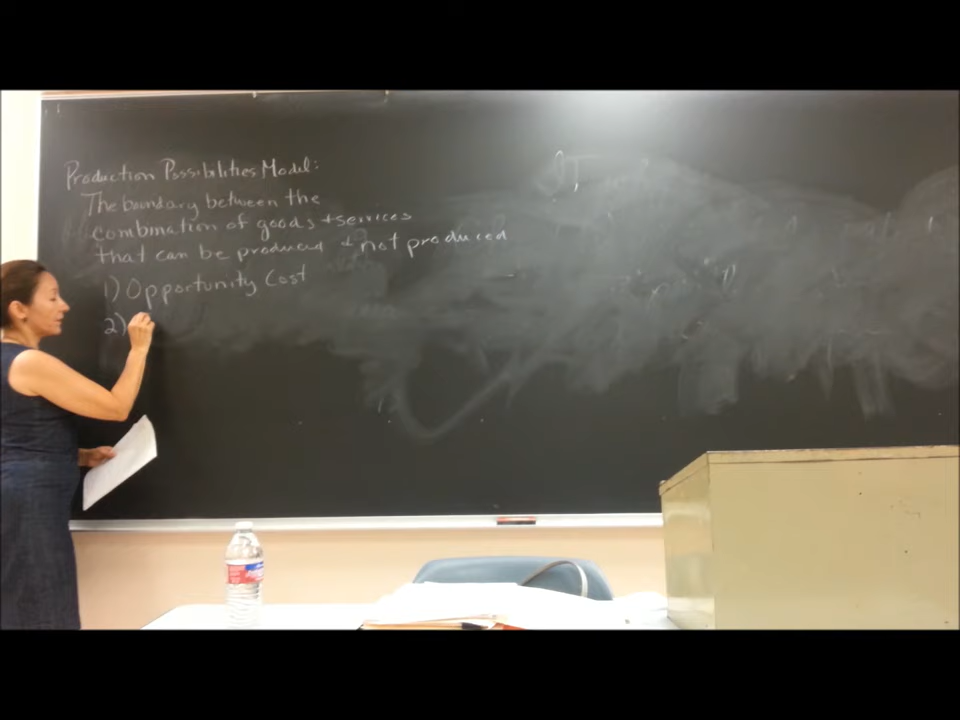 Production Possibilities Model:
The boundary between the
combination of goods + services
that can be produced + not produced
1) Opportunity Cost
2)